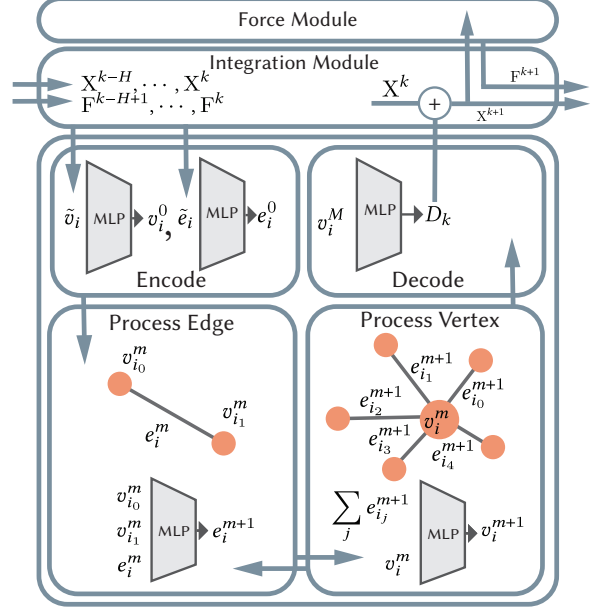 Force Module
Integration Module
X^{k-H}, ⋯, X^k
F^{k-H+1}, ⋯, F^k
X^k
+
F^{k+1}
X^{k+1}
ṽ_i
MLP
v_i^0,
ẽ_i
MLP
e_i^0
Encode
v_i^M
MLP
D_k
Decode
Process Edge
v_{i_0}^m
v_{i_1}^m
e_i^m
v_{i_0}^m
v_{i_1}^m
e_i^m
MLP
e_i^{m+1}
Process Vertex
e_{i_1}^{m+1}
e_{i_0}^{m+1}
e_{i_2}^{m+1}
v_i^m
e_{i_3}^{m+1}
e_{i_4}^{m+1}
∑_j e_{i_j}^{m+1}
v_i^m
MLP
v_i^{m+1}